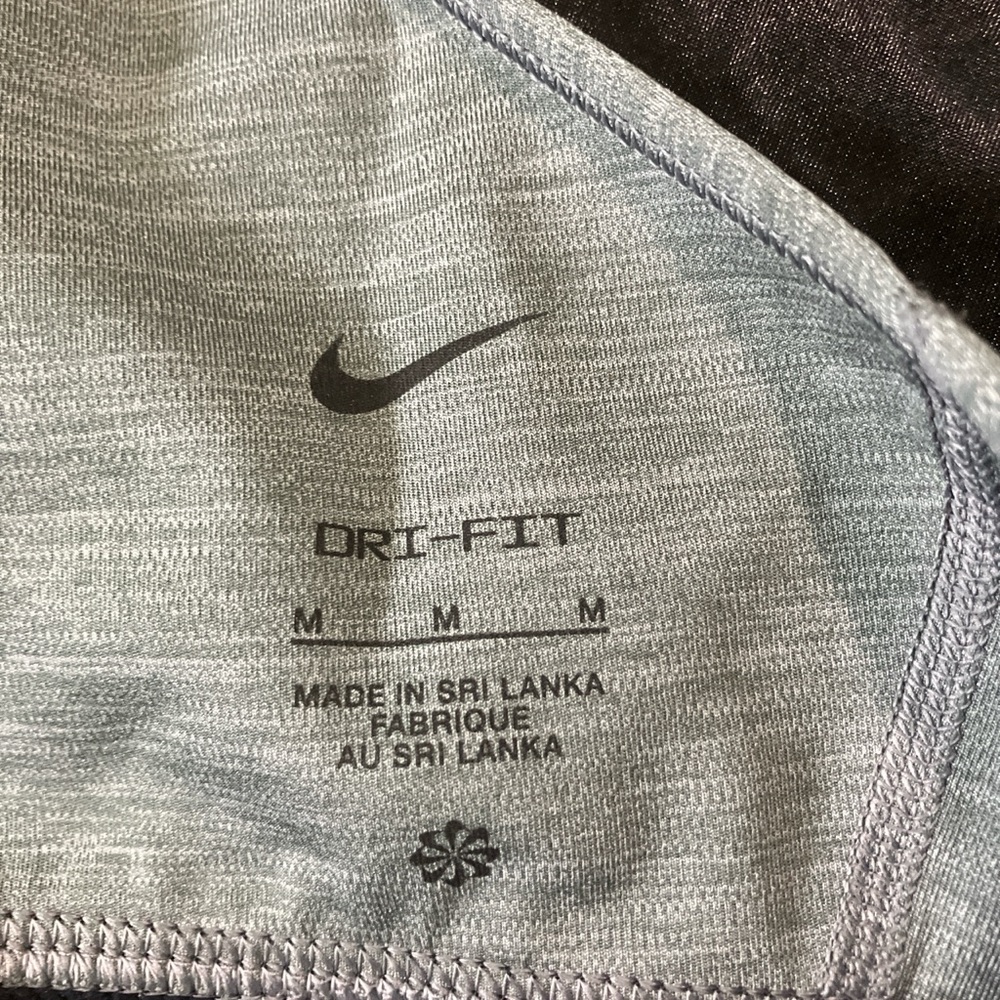 DRI-FIT
M M M
MADE IN SRI LANKA
FABRIQUE
AU SRI LANKA